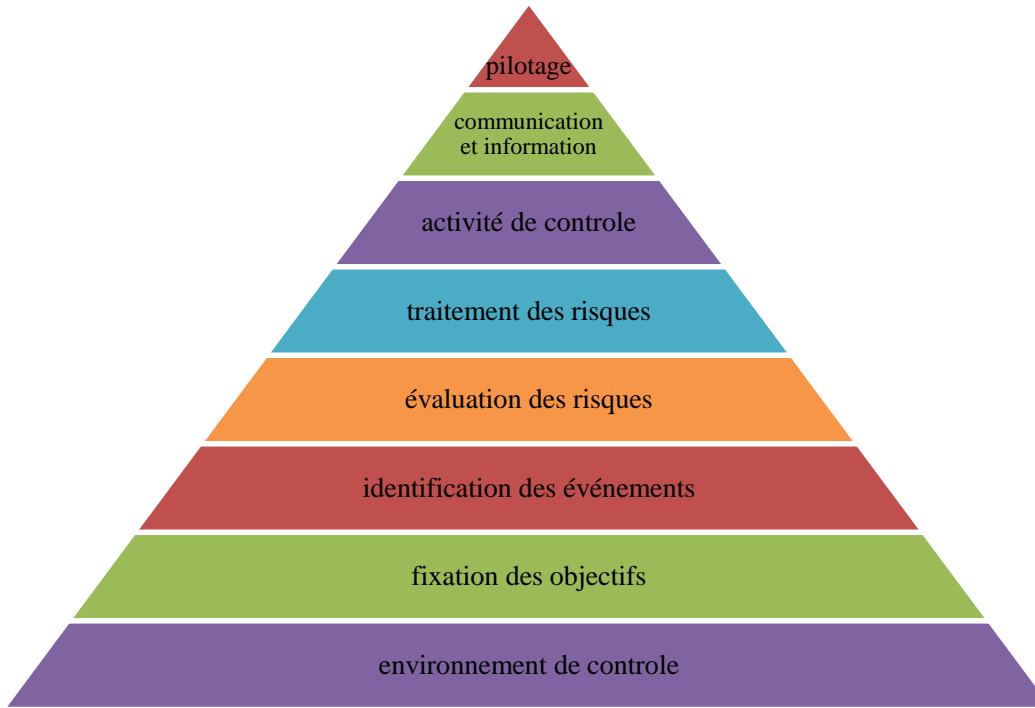 pilotage
communication
et information
activité de controle
traitement des risques
évaluation des risques
identification des événements
fixation des objectifs
environnement de controle